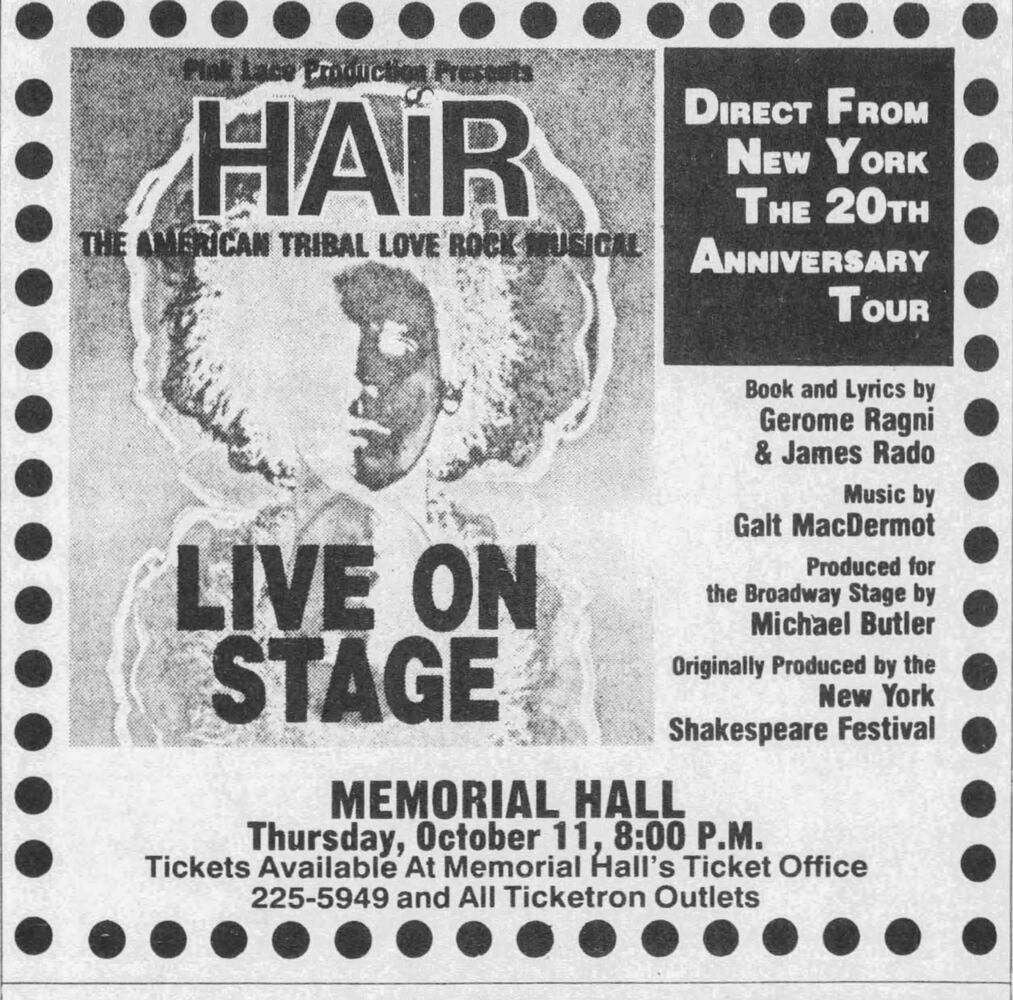 Pink Lace Production Presents
HAiR
THE AMERICAN TRIBAL LOVE ROCK MUSICAL
LIVE ON
STAGE
DIRECT FROM
NEW YORK
THE 20TH
ANNIVERSARY
TOUR
Book and Lyrics by
Gerome Ragni
& James Rado
Music by
Galt MacDermot
Produced for
the Broadway Stage by
Michael Butler
Originally Produced by the
New York
Shakespeare Festival
MEMORIAL HALL
Thursday, October 11, 8:00 P.M.
Tickets Available At Memorial Hall's Ticket Office
225-5949 and All Ticketron Outlets